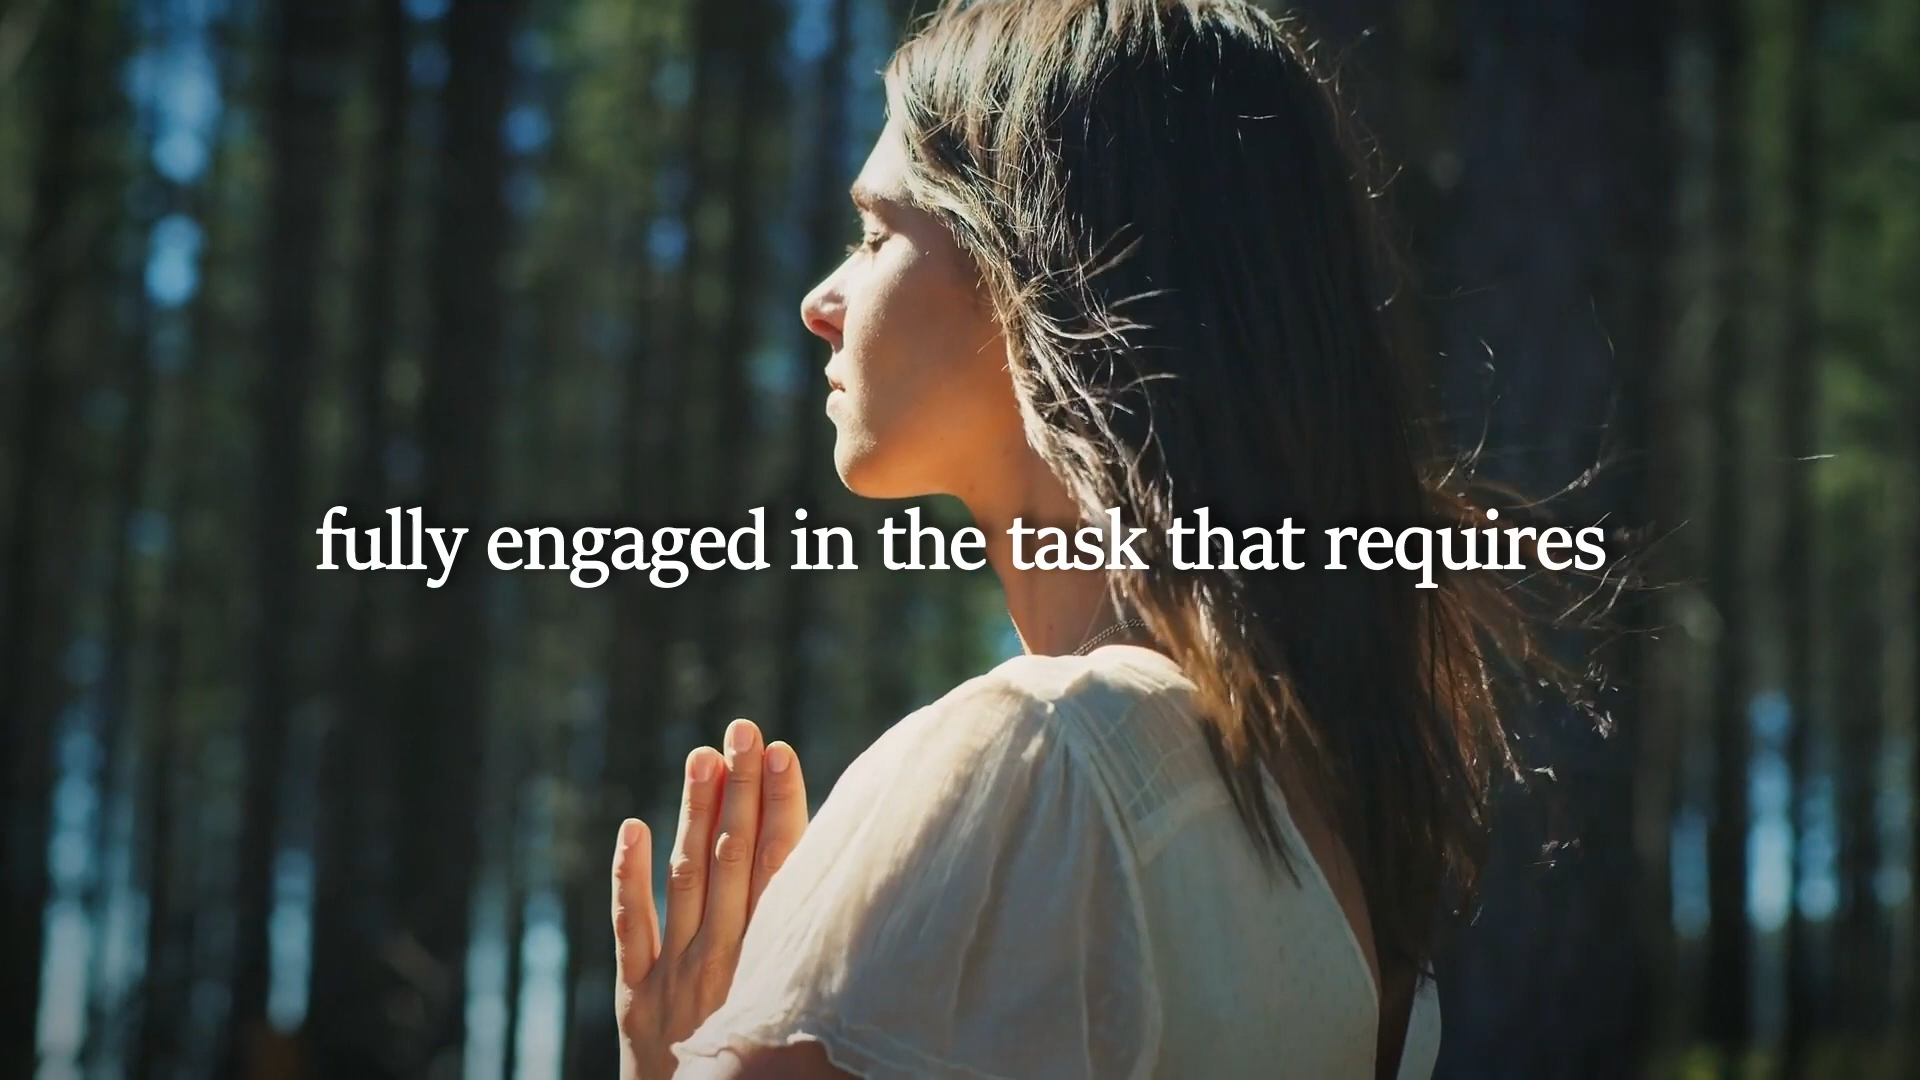 fully engaged in the task that requires